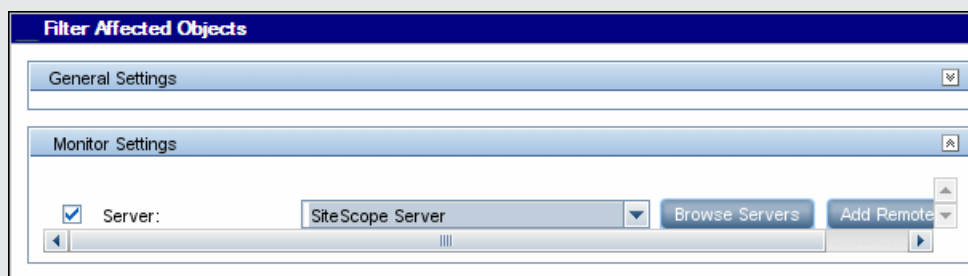 Filter Affected Objects
General Settings
Monitor Settings
Server: SiteScope Server Browse Servers Add Remote